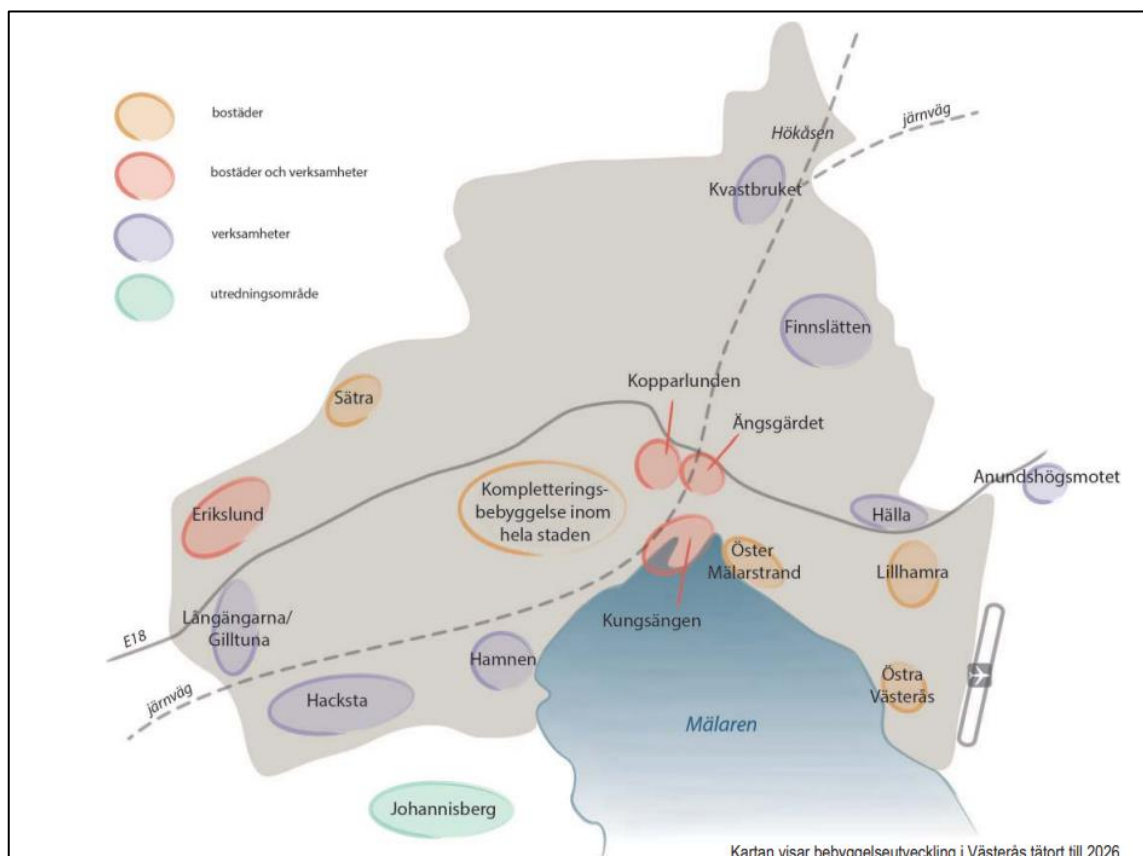 bostäder
bostäder och verksamheter
verksamheter
utredningsområde
järnväg
Hökåsen
Kvastbruket
Finnslätten
Kopparlunden
Sätra
Ängsgärdet
Anundshögsmotet
Kompletterings-
bebyggelse inom
hela staden
Erikslund
Hälla
Öster
Mälarstrand
Lillhamra
Långängarna/
Gilltuna
Kungsängen
E18
Hamnen
Östra
Västerås
järnväg
Hacksta
Mälaren
Johannisberg
Kartan visar bebyggelseutveckling i Västerås tätort till 2026